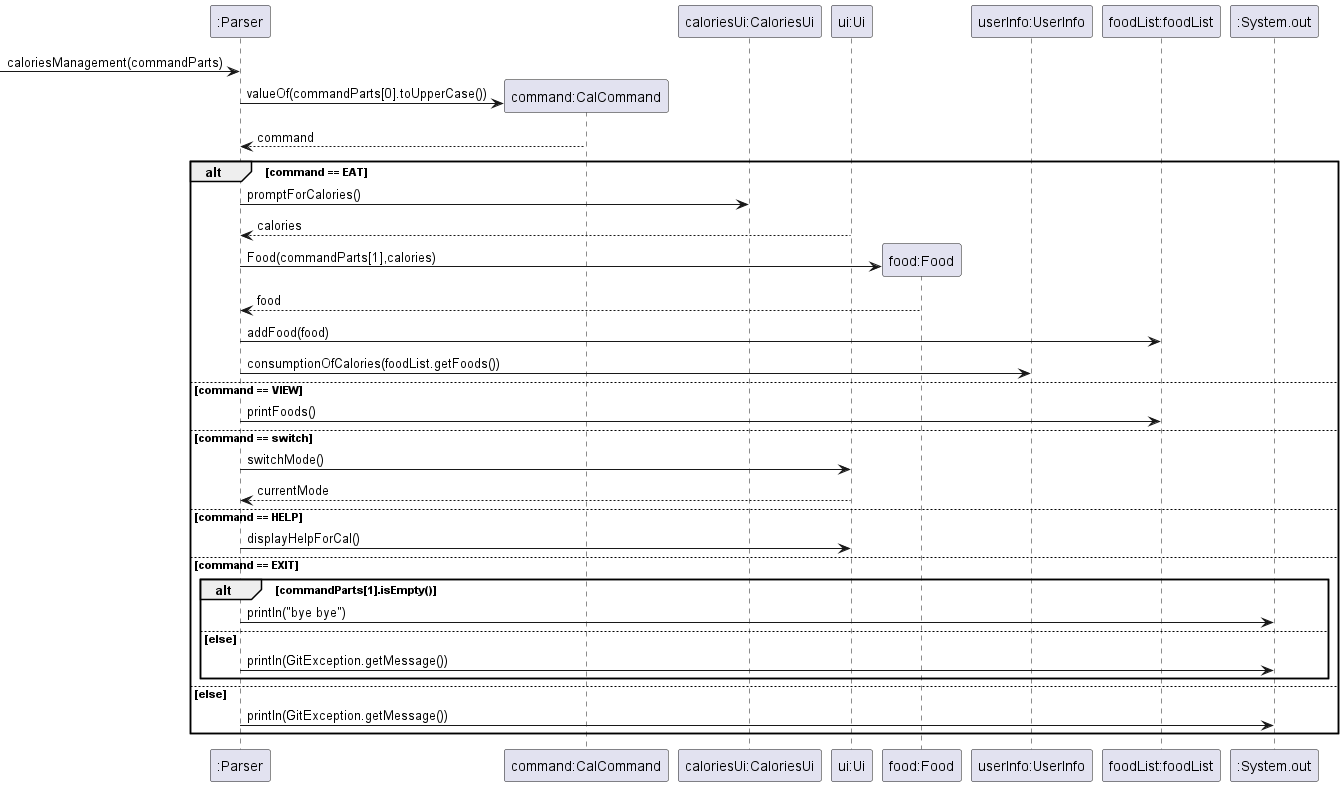 :Parser
caloriesUi:CaloriesUi
ui:Ui
userInfo:UserInfo
foodList:foodList
:System.out
caloriesManagement(commandParts)
valueOf(commandParts[0].toUpperCase())
command:CalCommand
command
alt
[command == EAT]
promptForCalories()
calories
Food(commandParts[1],calories)
food:Food
food
addFood(food)
consumptionOfCalories(foodList.getFoods())
[command == VIEW]
printFoods()
[command == switch]
switchMode()
currentMode
[command == HELP]
displayHelpForCal()
[command == EXIT]
alt
[commandParts[1].isEmpty()]
println("bye bye")
[else]
println(GitException.getMessage())
[else]
println(GitException.getMessage())
:Parser
command:CalCommand
caloriesUi:CaloriesUi
ui:Ui
food:Food
userInfo:UserInfo
foodList:foodList
:System.out